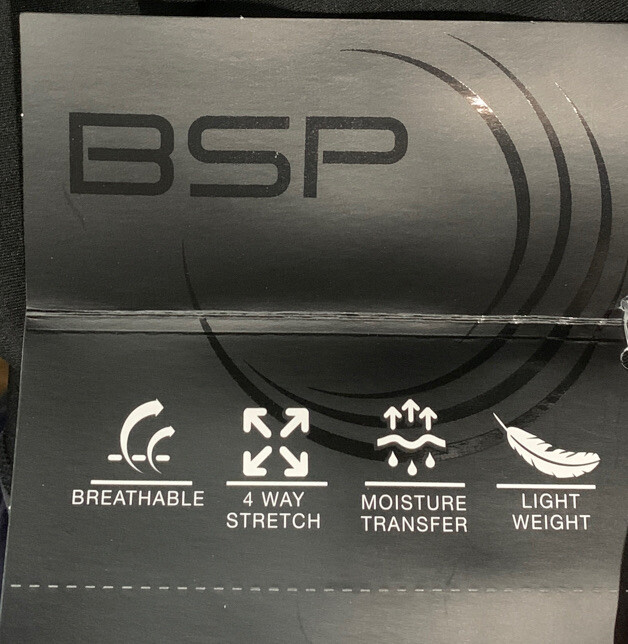 BSP
BREATHABLE
4 WAY
STRETCH
MOISTURE
TRANSFER
LIGHT
WEIGHT